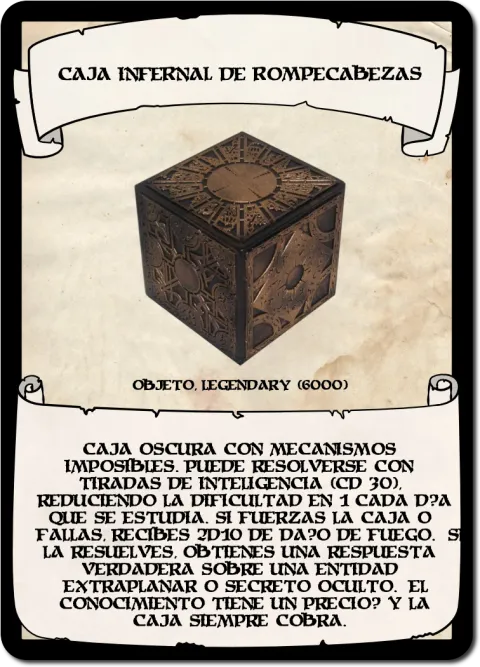 CAJA INFERNAL DE ROMPECABEZAS
OBJETO, LEGENDARY (6000)
CAJA OSCURA CON MECANISMOS
IMPOSIBLES. PUEDE RESOLVERSE CON
TIRADAS DE INTELIGENCIA (CD 30),
REDUCIENDO LA DIFICULTAD EN 1 CADA D?A
QUE SE ESTUDIA. SI FUERZAS LA CAJA O
FALLAS, RECIBES 2D10 DE DA?O DE FUEGO. SI
LA RESUELVES, OBTIENES UNA RESPUESTA
VERDADERA SOBRE UNA ENTIDAD
EXTRAPLANAR O SECRETO OCULTO. EL
CONOCIMIENTO TIENE UN PRECIO? Y LA
CAJA SIEMPRE COBRA.